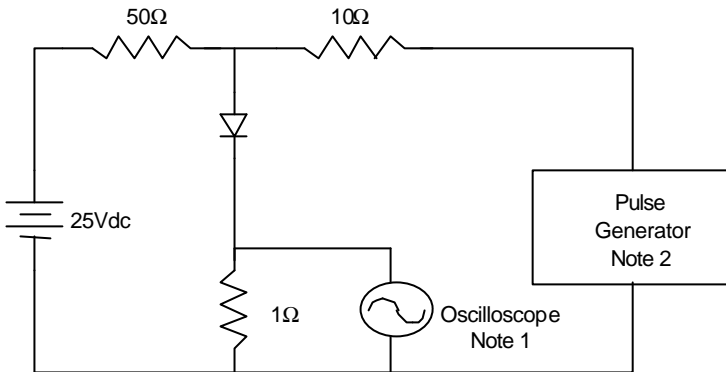 50Ω
10Ω
25Vdc
Pulse
Generator
Note 2
1Ω
Oscilloscope
Note 1